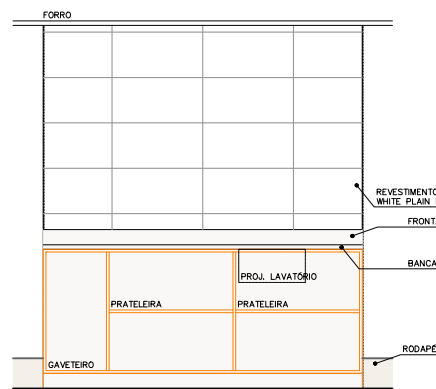 FORRO
REVESTIMENTO
WHITE PLAIN
FRONT
BANCA
PROJ. LAVATÓRIO
PRATELEIRA
PRATELEIRA
RODAPÉ
GAVETEIRO